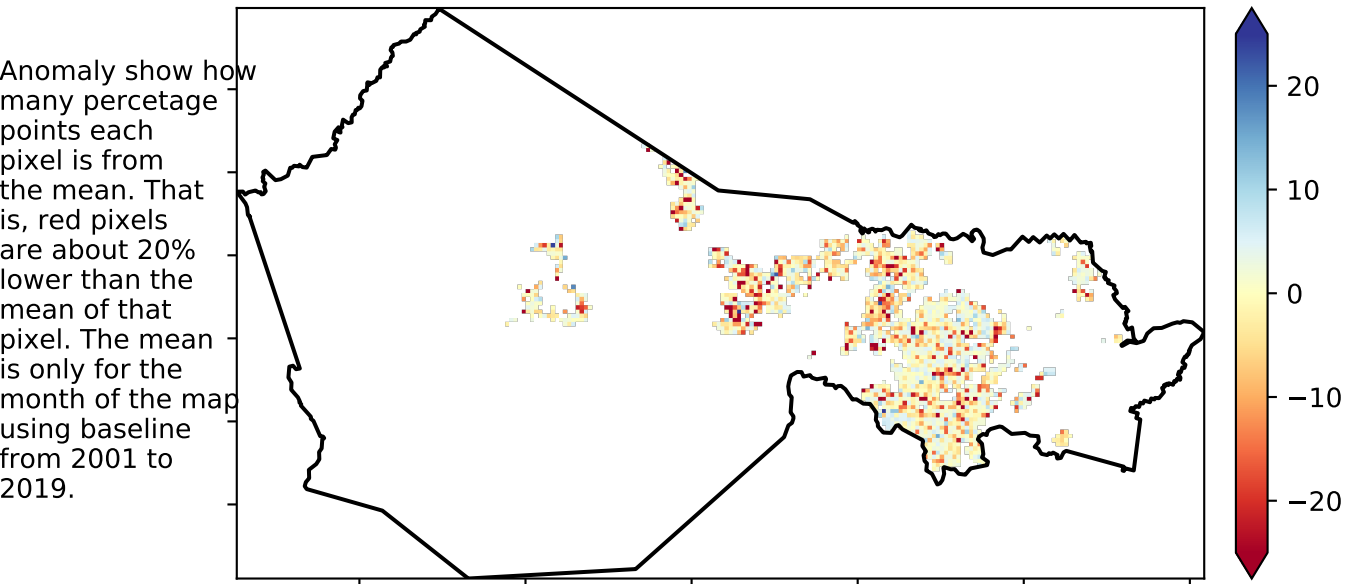 Anomaly show how
many percetage
points each
pixel is from
the mean. That
is, red pixels
are about 20%
lower than the
mean of that
pixel. The mean
is only for the
month of the map
using baseline
from 2001 to
2019.
20
10
0
−10
−20